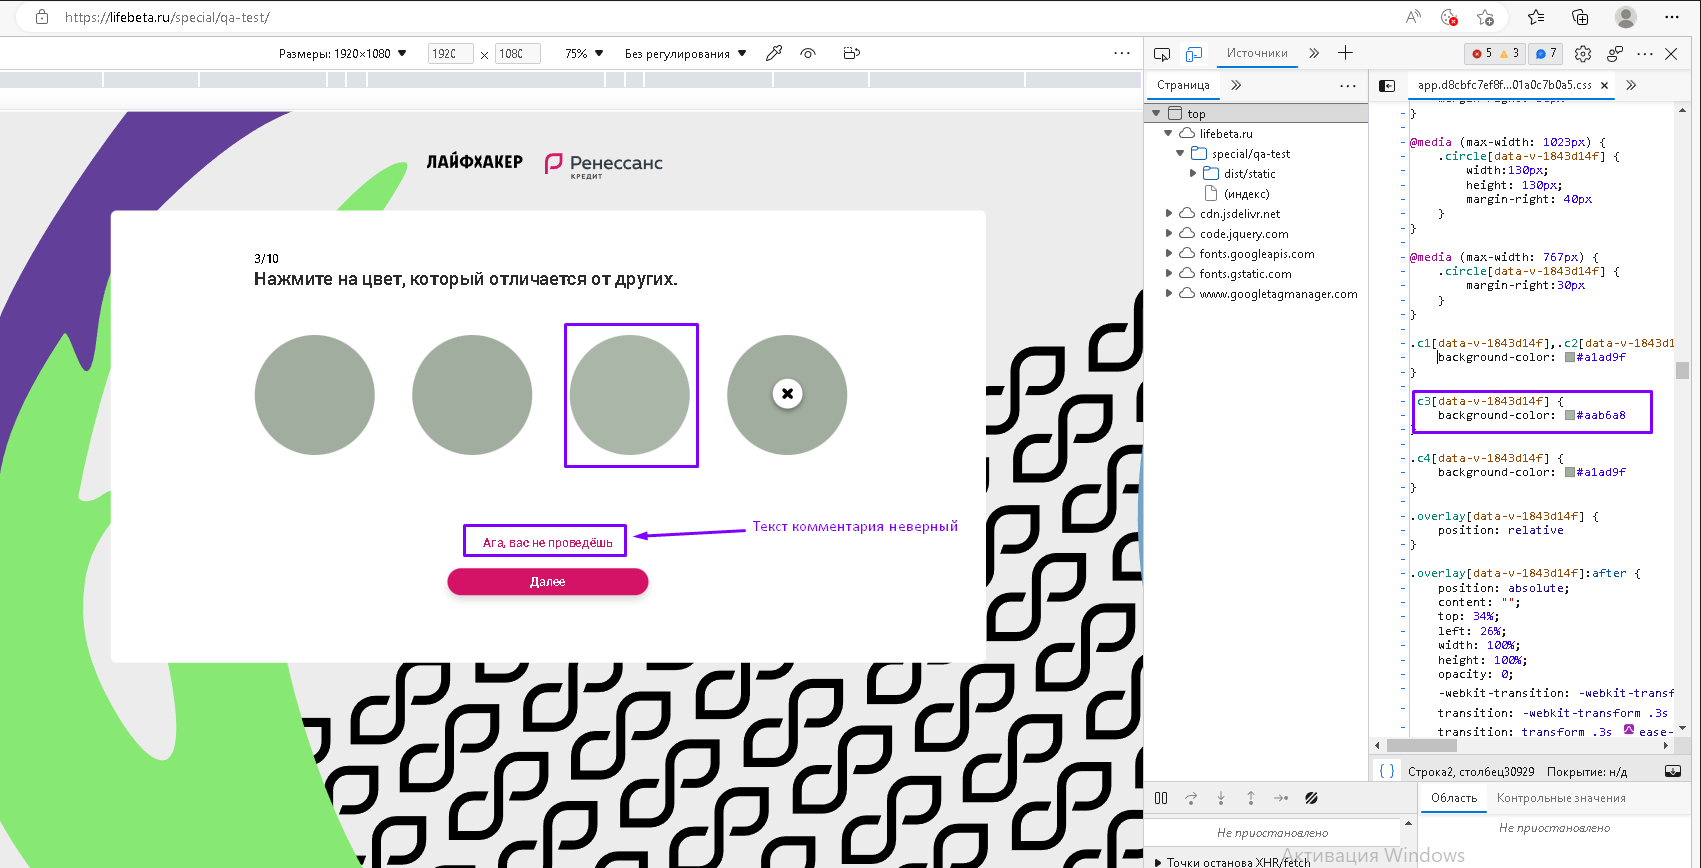 https://lifebeta.ru/special/qa-test/
Размеры: 1920×1080
1920 × 1080
75%
Без регулирования
Источники
5
3
7
Страница
app.d8cbfc7ef8f...01a0c7b0a5.css
top
lifebeta.ru
special/qa-test
dist/static
(индекс)
cdn.jsdelivr.net
code.jquery.com
fonts.googleapis.com
fonts.gstatic.com
www.googletagmanager.com
ЛАЙФХАКЕР
Ренессанс
КРЕДИТ
3/10
Нажмите на цвет, который отличается от других.
Ага, вас не проведёшь
Текст комментария неверный
Далее
}
@media (max-width: 1023px) {
.circle[data-v-1843d14f] {
width:130px;
height: 130px;
margin-right: 40px
}
}
@media (max-width: 767px) {
.circle[data-v-1843d14f] {
margin-right:30px
}
}
.c1[data-v-1843d14f],.c2[data-v-1843d1
background-color: #a1ad9f
}
c3[data-v-1843d14f] {
background-color: #aab6a8
.c4[data-v-1843d14f] {
background-color: #a1ad9f
}
.overlay[data-v-1843d14f] {
position: relative
}
.overlay[data-v-1843d14f]:after {
position: absolute;
content: "";
top: 34%;
left: 26%;
width: 100%;
height: 100%;
opacity: 0;
-webkit-transition: -webkit-transf
transition: -webkit-transform .3s
transition: transform .3s ease-
{ } Строка2, столбец30929 Покрытие: н/д
Область
Контрольные значения
Не приостановлено
Не приостановлено
Точки останова XHR/fetch
Активация Windows